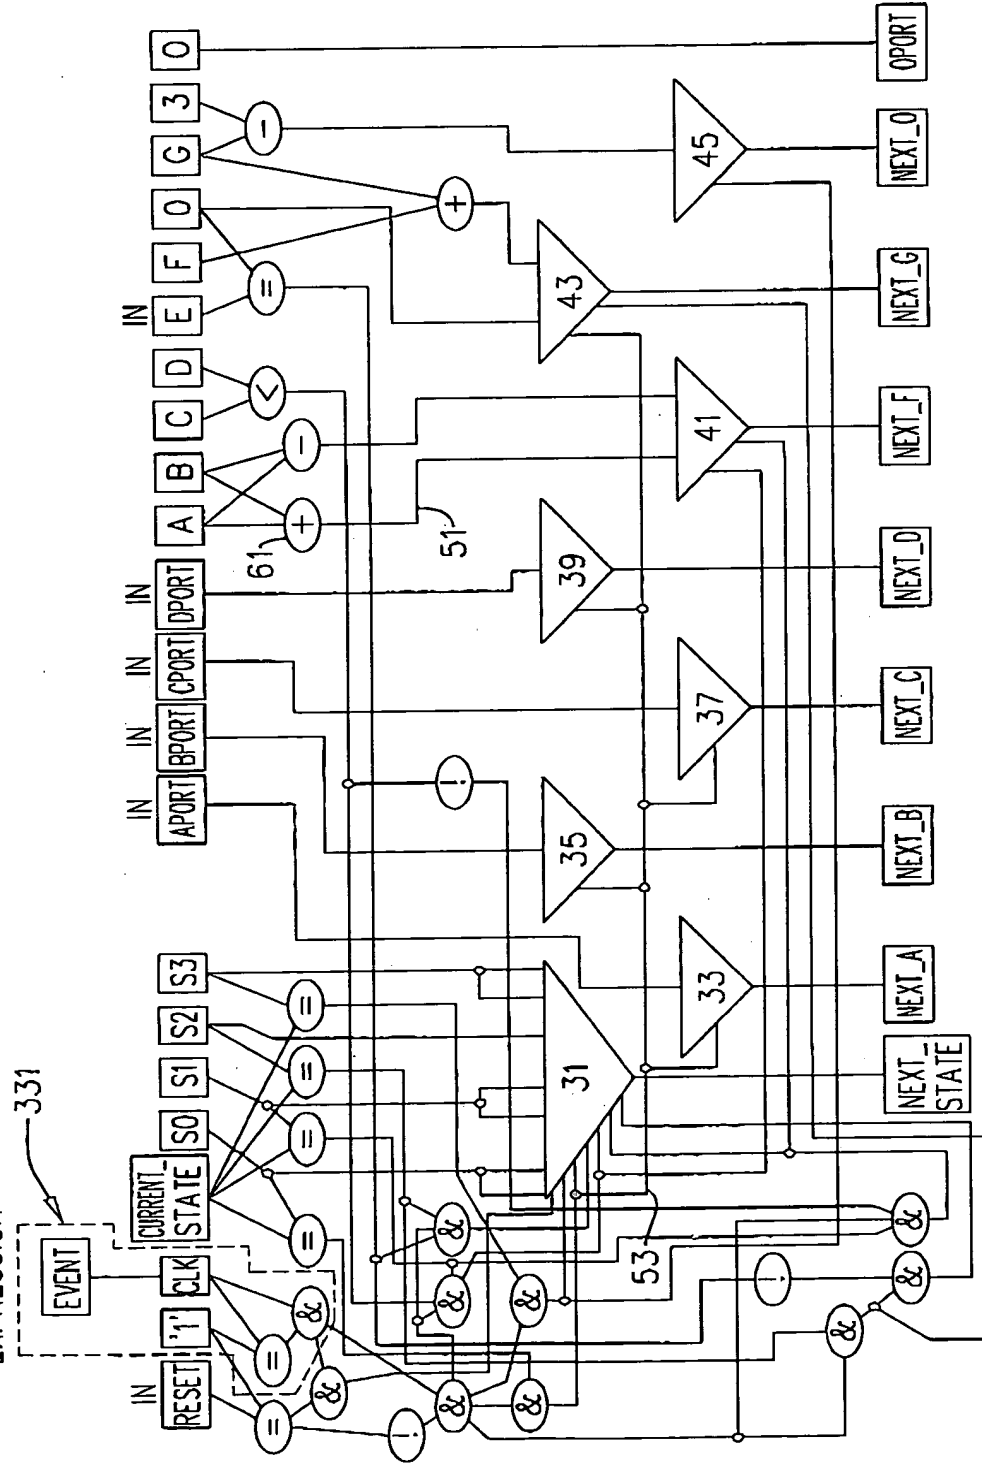 331
EVENT
IN IN IN IN IN IN
RESET '1' CLK CURRENT_ STATE S0 S1 S2 S3 APORT BPORT CPORT DPORT A B C D E F 0 G 3 0
= = = = = = + - < = -
& &
61
!
& & & ! 51 +
& &
31 35 39 43
53
33 37 41 45
!
& & &
NEXT_ STATE NEXT_A NEXT_B NEXT_C NEXT_D NEXT_F NEXT_G NEXT_O OPORT